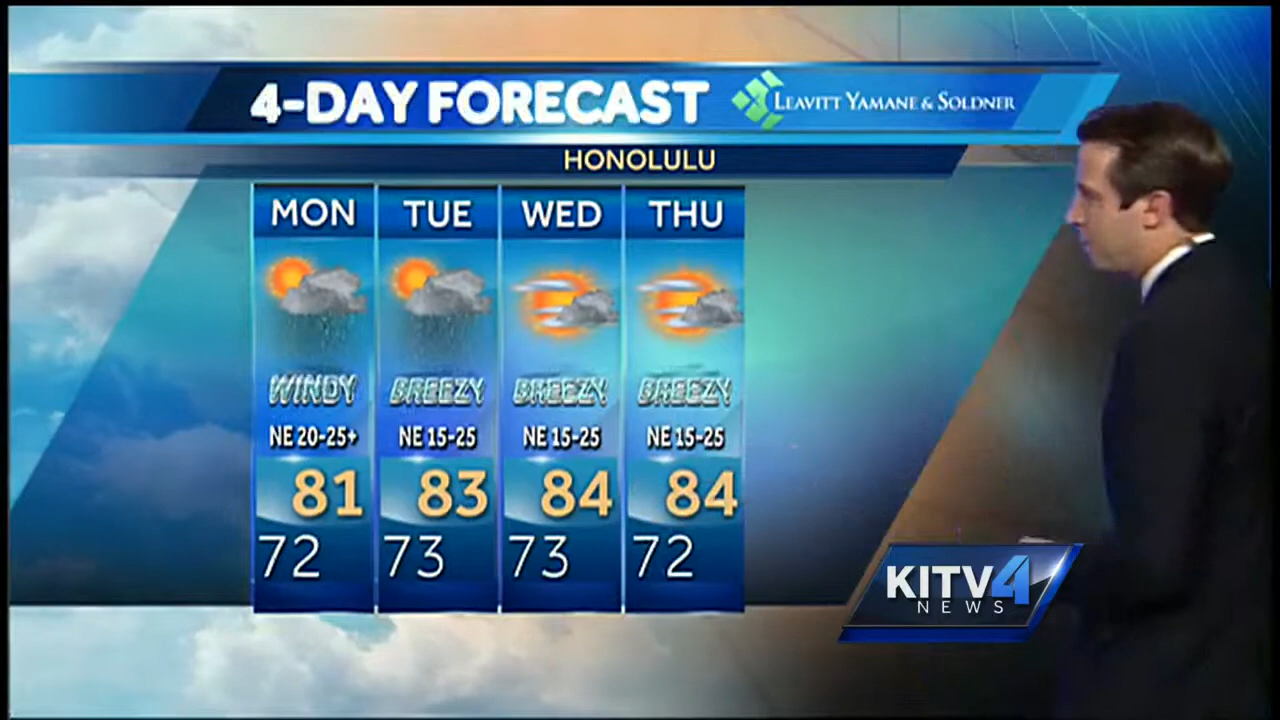 4-DAY FORECAST
LEAVITT YAMANE & SOLDNER
HONOLULU
MON TUE WED THU
WINDY BREEZY BREEZY BREEZY
NE 20-25+ NE 15-25 NE 15-25 NE 15-25
81 83 84 84
72 73 73 72
KITV4
NEWS